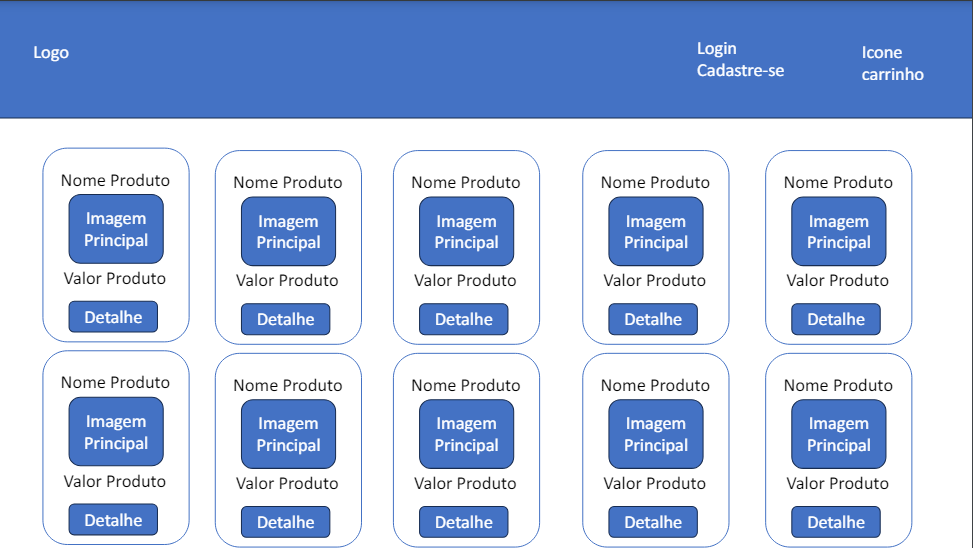 Logo
Login
Cadastre-se
Icone
carrinho
Nome Produto
Imagem
Principal
Valor Produto
Detalhe
Nome Produto
Imagem
Principal
Valor Produto
Detalhe
Nome Produto
Imagem
Principal
Valor Produto
Detalhe
Nome Produto
Imagem
Principal
Valor Produto
Detalhe
Nome Produto
Imagem
Principal
Valor Produto
Detalhe
Nome Produto
Imagem
Principal
Valor Produto
Detalhe
Nome Produto
Imagem
Principal
Valor Produto
Detalhe
Nome Produto
Imagem
Principal
Valor Produto
Detalhe
Nome Produto
Imagem
Principal
Valor Produto
Detalhe
Nome Produto
Imagem
Principal
Valor Produto
Detalhe